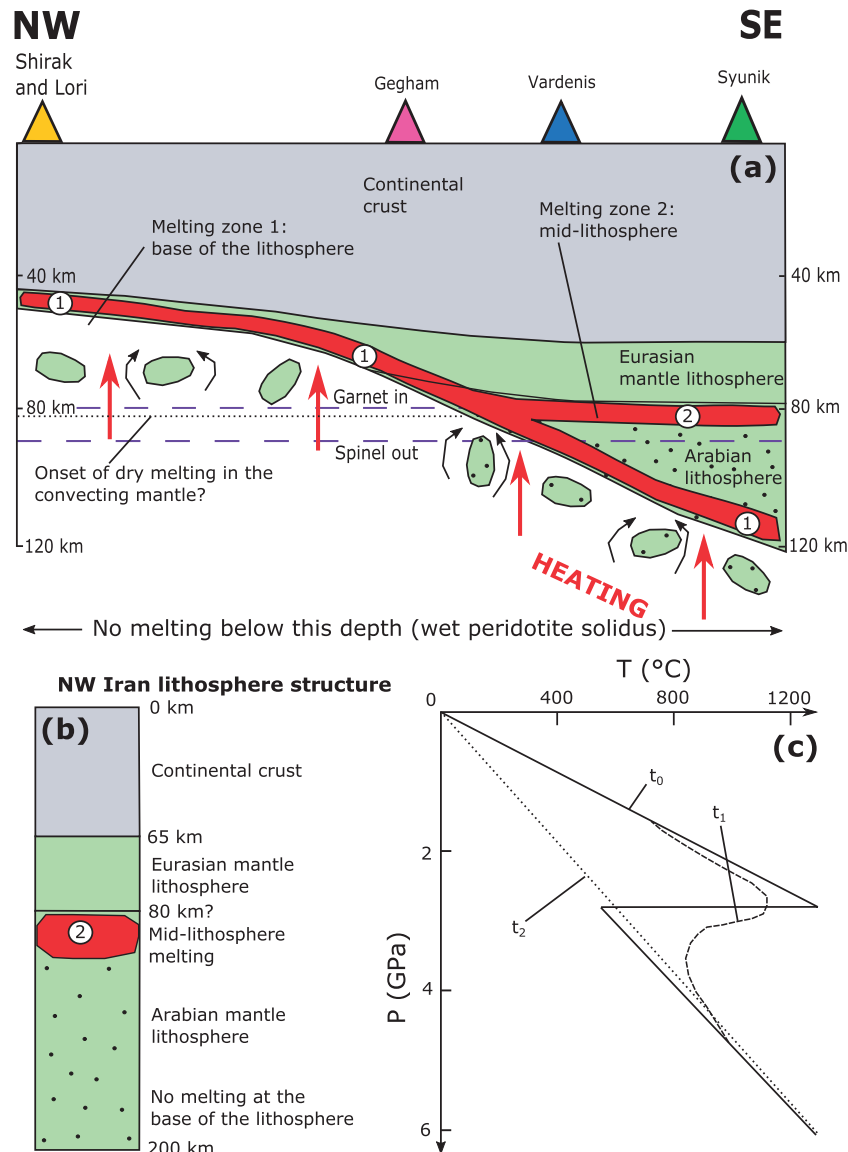 NW
SE
Shirak
and Lori
Gegham
Vardenis
Syunik
(a)
Continental
crust
Melting zone 1:
base of the lithosphere
Melting zone 2:
mid-lithosphere
40 km
40 km
1
1
Eurasian
mantle lithosphere
Garnet in
80 km
80 km
2
Spinel out
Arabian
lithosphere
Onset of dry melting in the
convecting mantle?
1
120 km
120 km
HEATING
No melting below this depth (wet peridotite solidus)
NW Iran lithosphere structure
(b)
0 km
Continental crust
65 km
Eurasian mantle
lithosphere
80 km?
2
Mid-lithosphere
melting
Arabian mantle
lithosphere
No melting at the
base of the lithosphere
200 km
T (°C)
0
400
800
1200
(c)
t0
t1
2
t2
4
P (GPa)
6